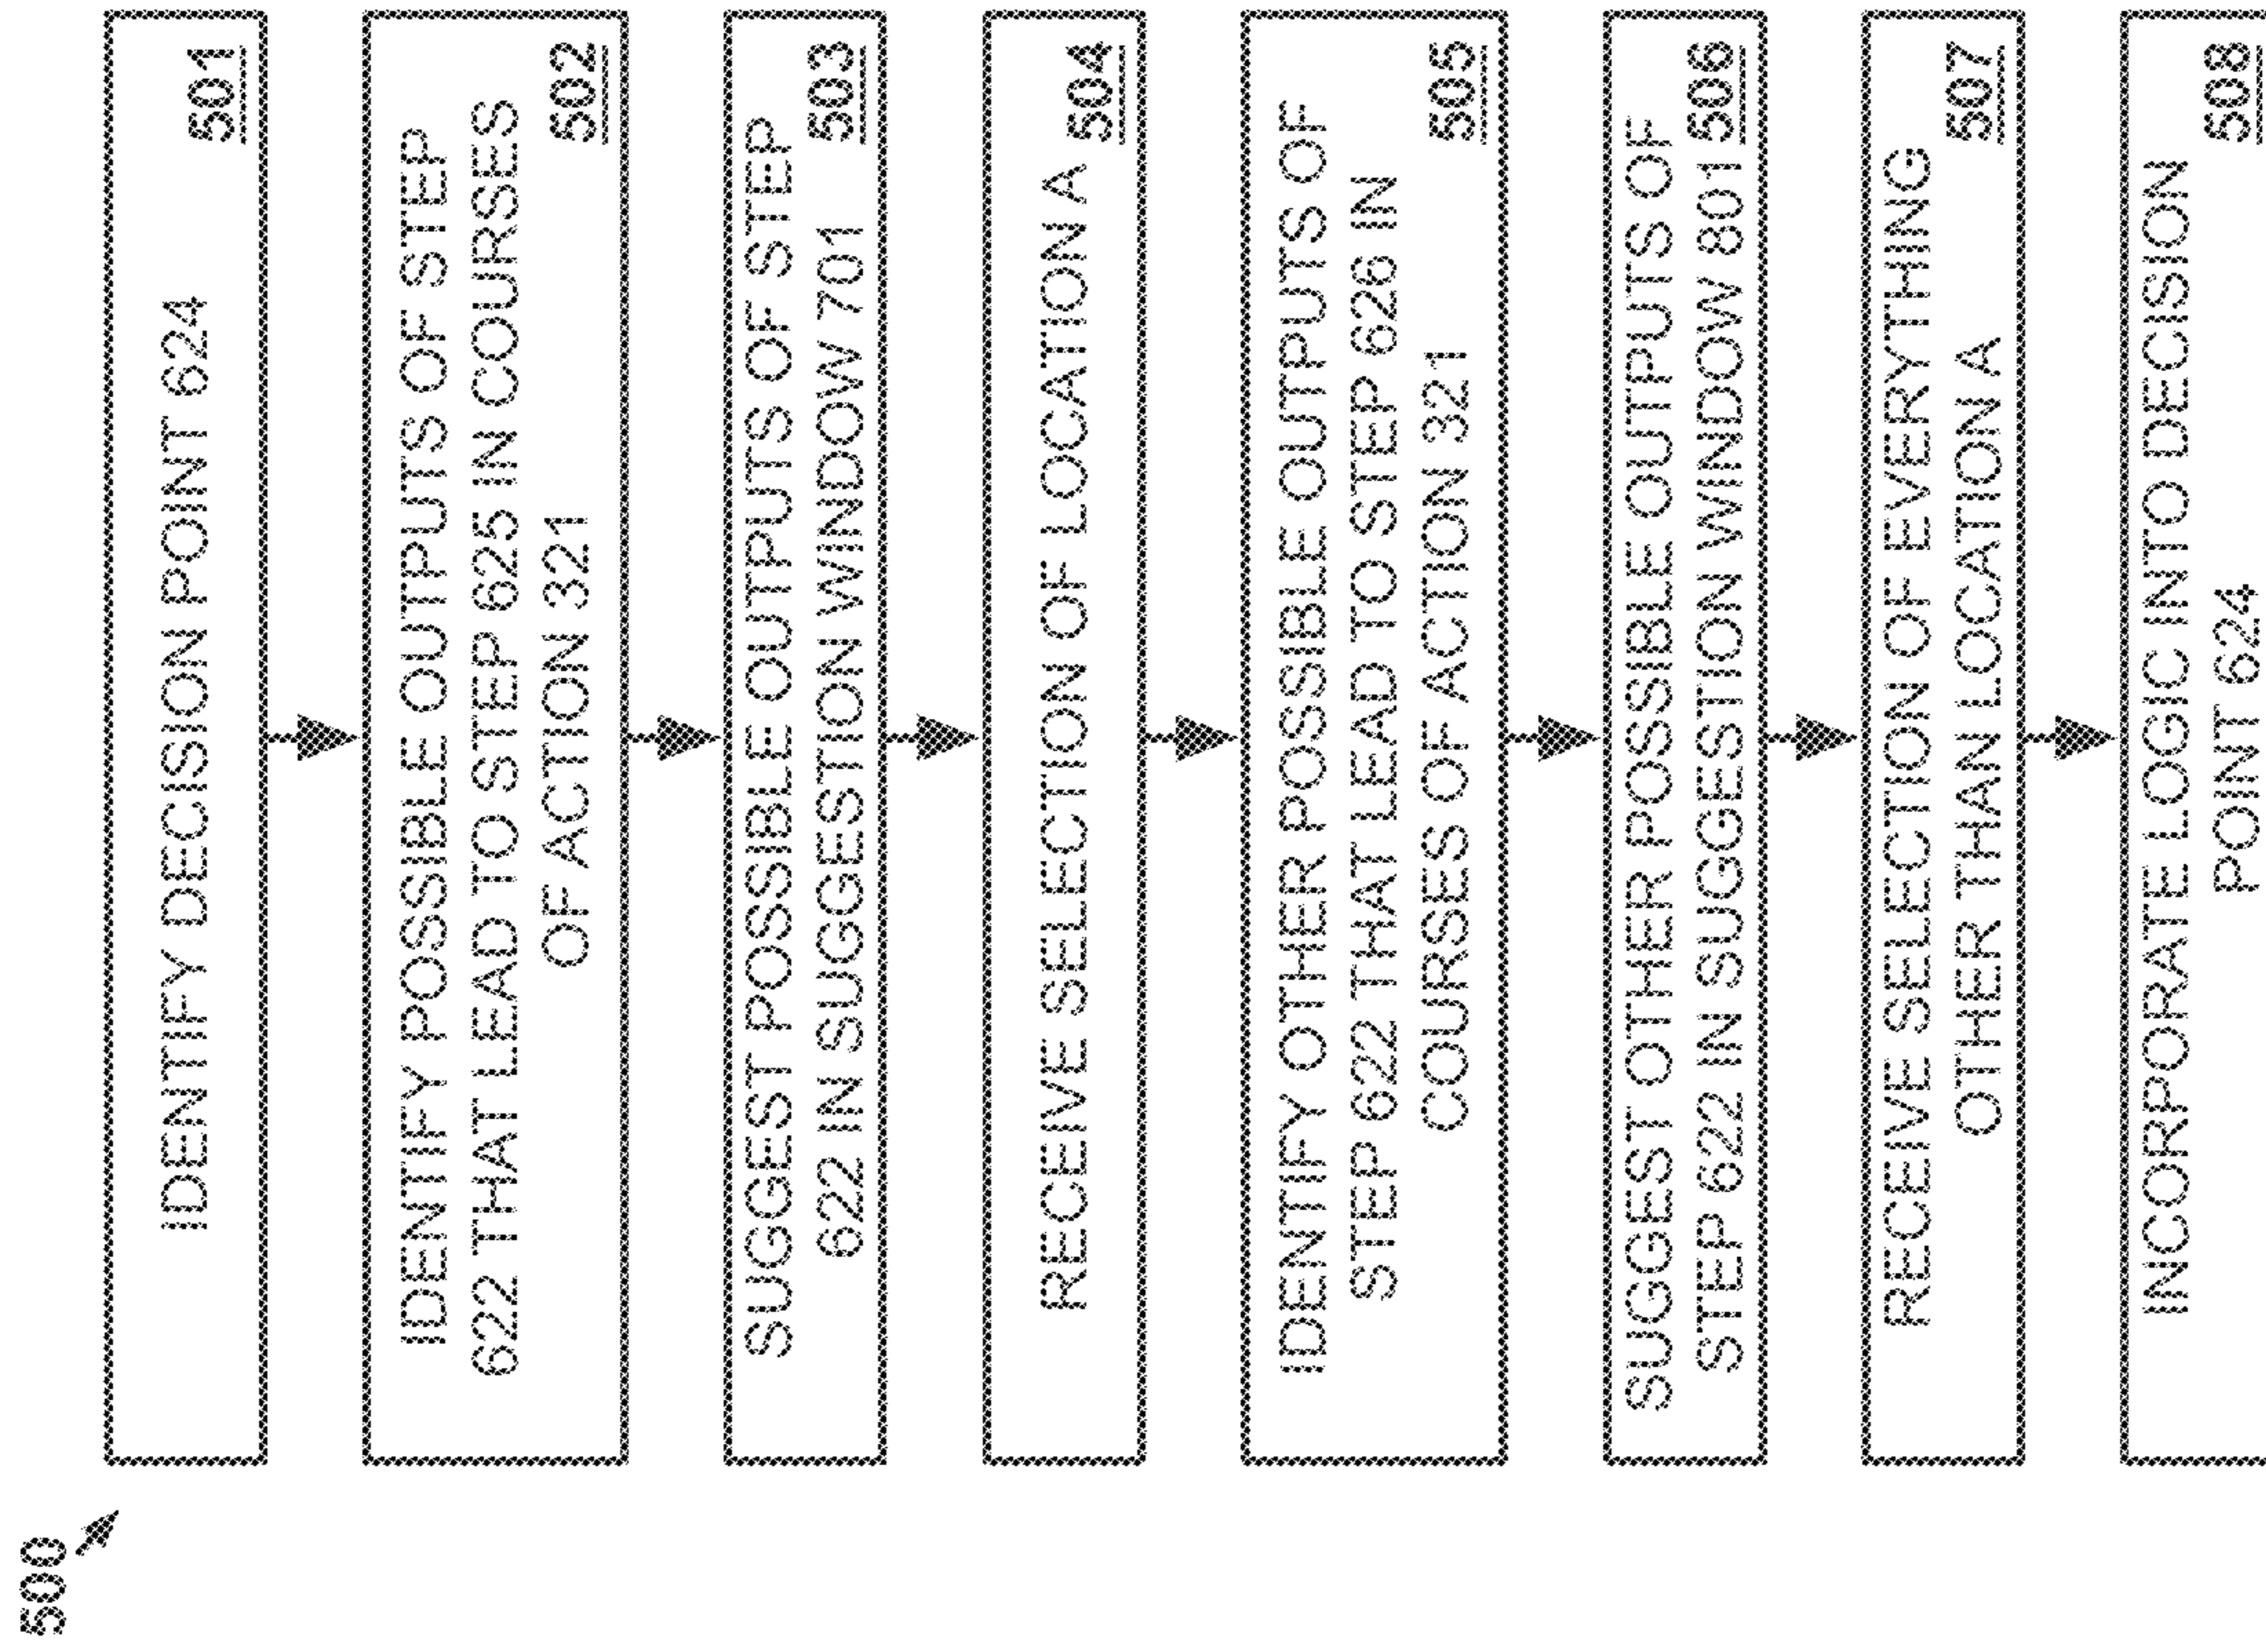 500
IDENTIFY DECISION POINT 624
501
IDENTIFY POSSIBLE OUTPUTS OF STEP
622 THAT LEAD TO STEP 625 IN COURSES
OF ACTION 321
502
SUGGEST POSSIBLE OUTPUTS OF STEP
622 IN SUGGESTION WINDOW 701
503
RECEIVE SELECTION OF LOCATION A
504
IDENTIFY OTHER POSSIBLE OUTPUTS OF
STEP 622 THAT LEAD TO STEP 626 IN
COURSES OF ACTION 321
505
SUGGEST OTHER POSSIBLE OUTPUTS OF
STEP 622 IN SUGGESTION WINDOW 801
506
RECEIVE SELECTION OF EVERYTHING
OTHER THAN LOCATION A
507
INCORPORATE LOGIC INTO DECISION
POINT 624
508